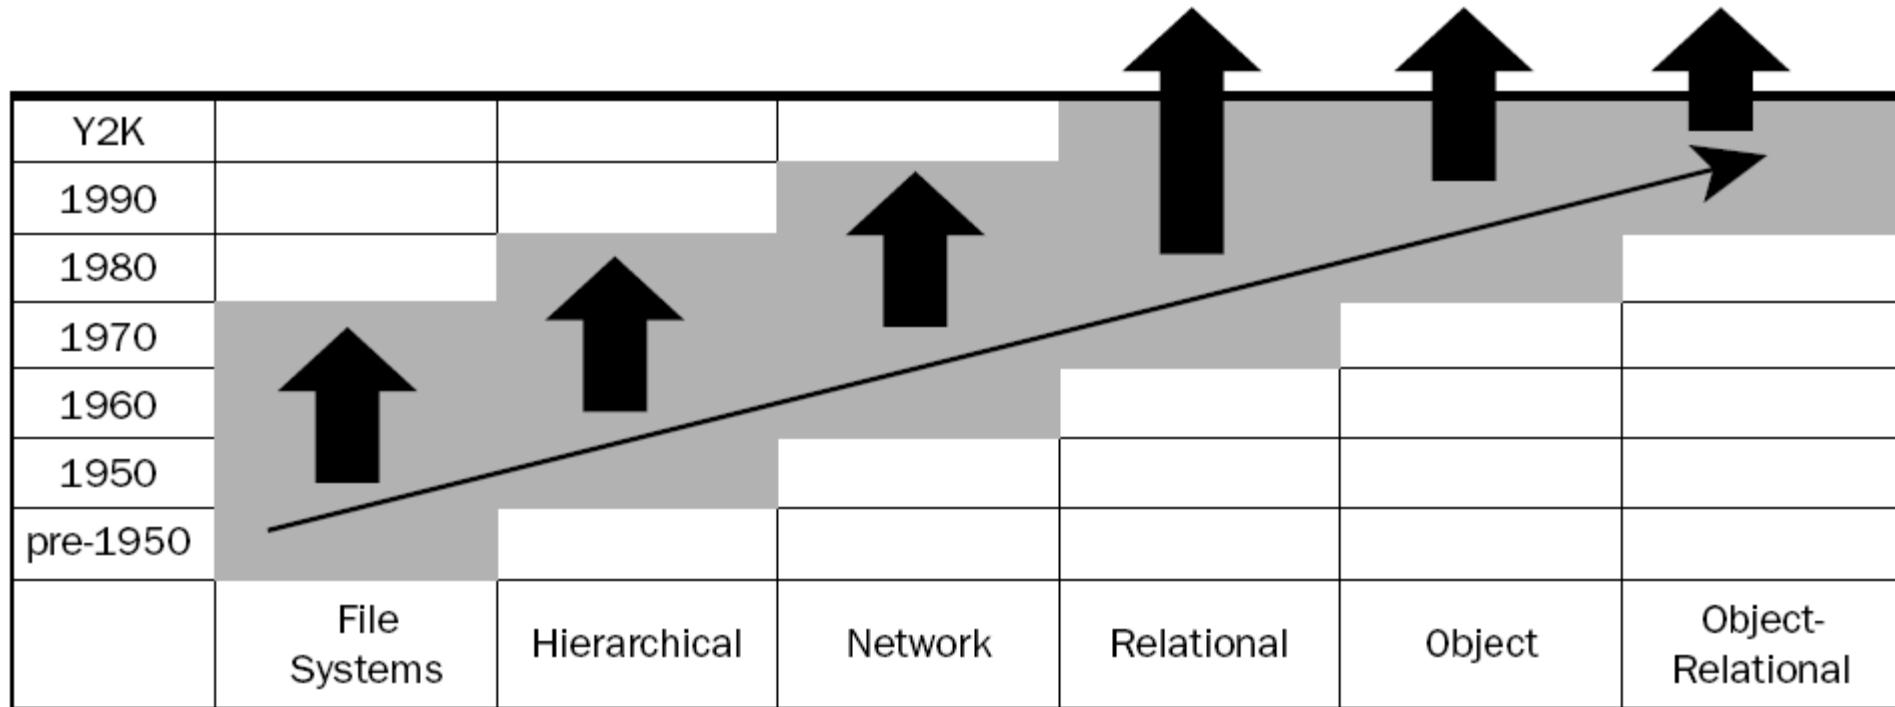 Y2K
1990
1980
1970
1960
1950
pre-1950
File
Systems
Hierarchical
Network
Relational
Object
Object-
Relational